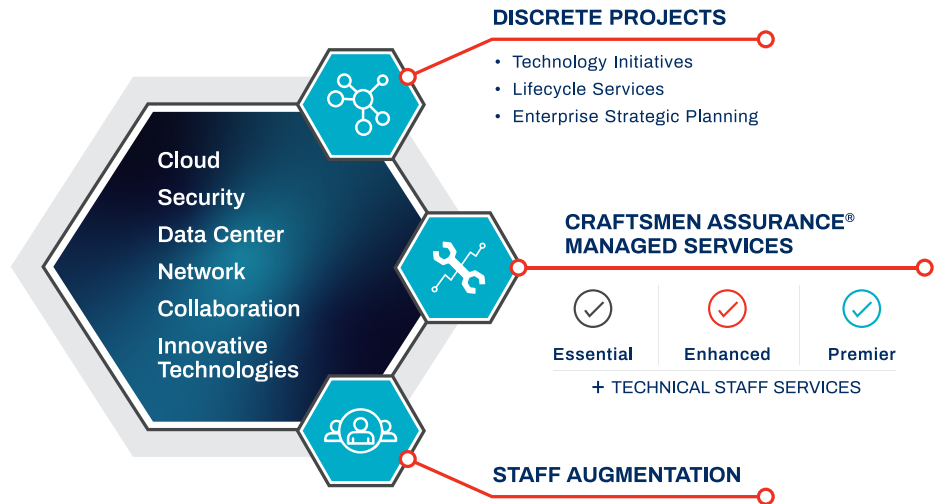 DISCRETE PROJECTS
• Technology Initiatives
• Lifecycle Services
• Enterprise Strategic Planning
Cloud
Security
Data Center
Network
Collaboration
Innovative
Technologies
CRAFTSMEN ASSURANCE®
MANAGED SERVICES
Essential
Enhanced
Premier
+ TECHNICAL STAFF SERVICES
STAFF AUGMENTATION